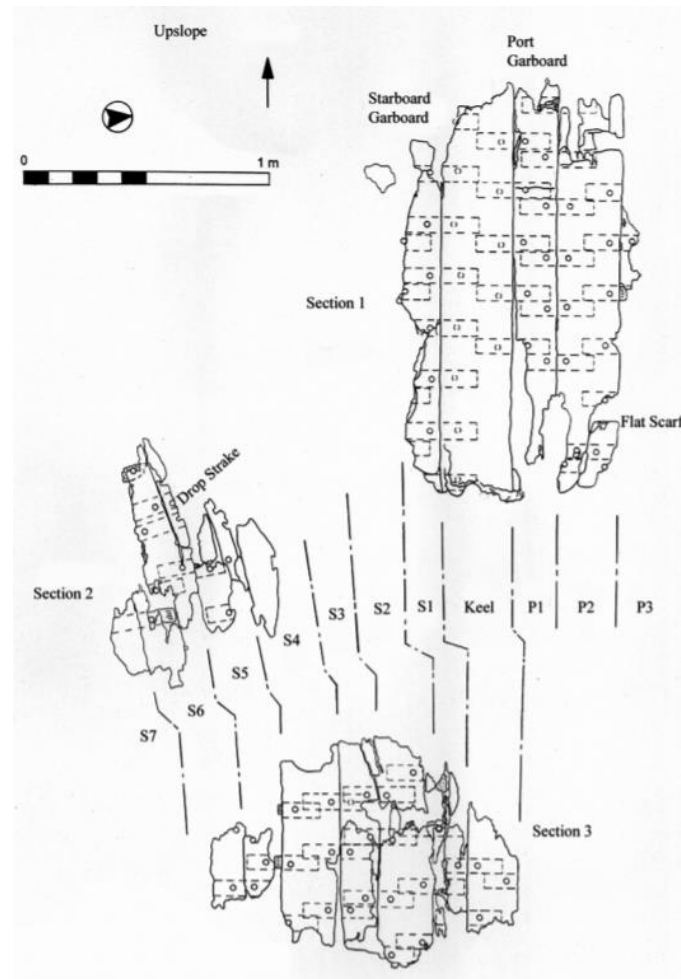 Upslope
Port
Garboard
Starboard
Garboard
0
1 m
Section 1
Flat Scarf
Drop Strake
Section 2
S7
S6
S5
S4
S3
S2
S1
Keel
P1
P2
P3
Section 3